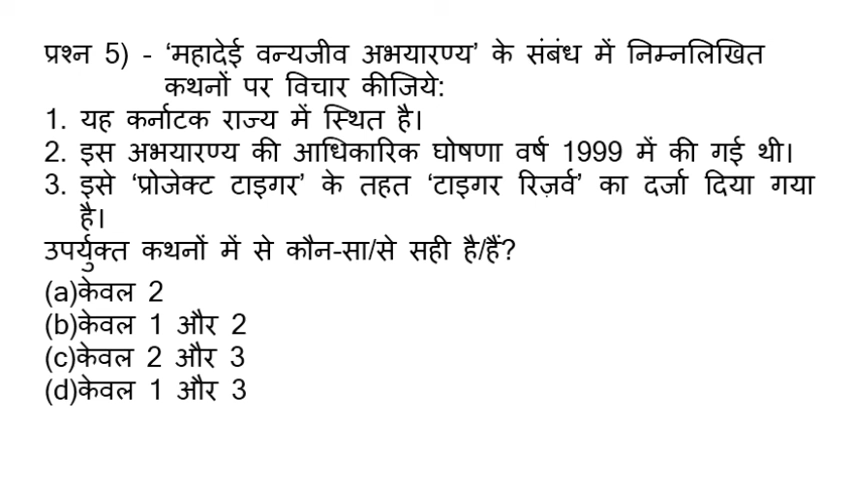 प्रश्न 5) - ‘महादेई वन्यजीव अभयारण्य’ के संबंध में निम्नलिखित
कथनों पर विचार कीजिये:
1. यह कर्नाटक राज्य में स्थित है।
2. इस अभयारण्य की आधिकारिक घोषणा वर्ष 1999 में की गई थी।
3. इसे ‘प्रोजेक्ट टाइगर’ के तहत ‘टाइगर रिज़र्व’ का दर्जा दिया गया
है।
उपर्युक्त कथनों में से कौन-सा/से सही है/हैं?
(a)केवल 2
(b)केवल 1 और 2
(c)केवल 2 और 3
(d)केवल 1 और 3